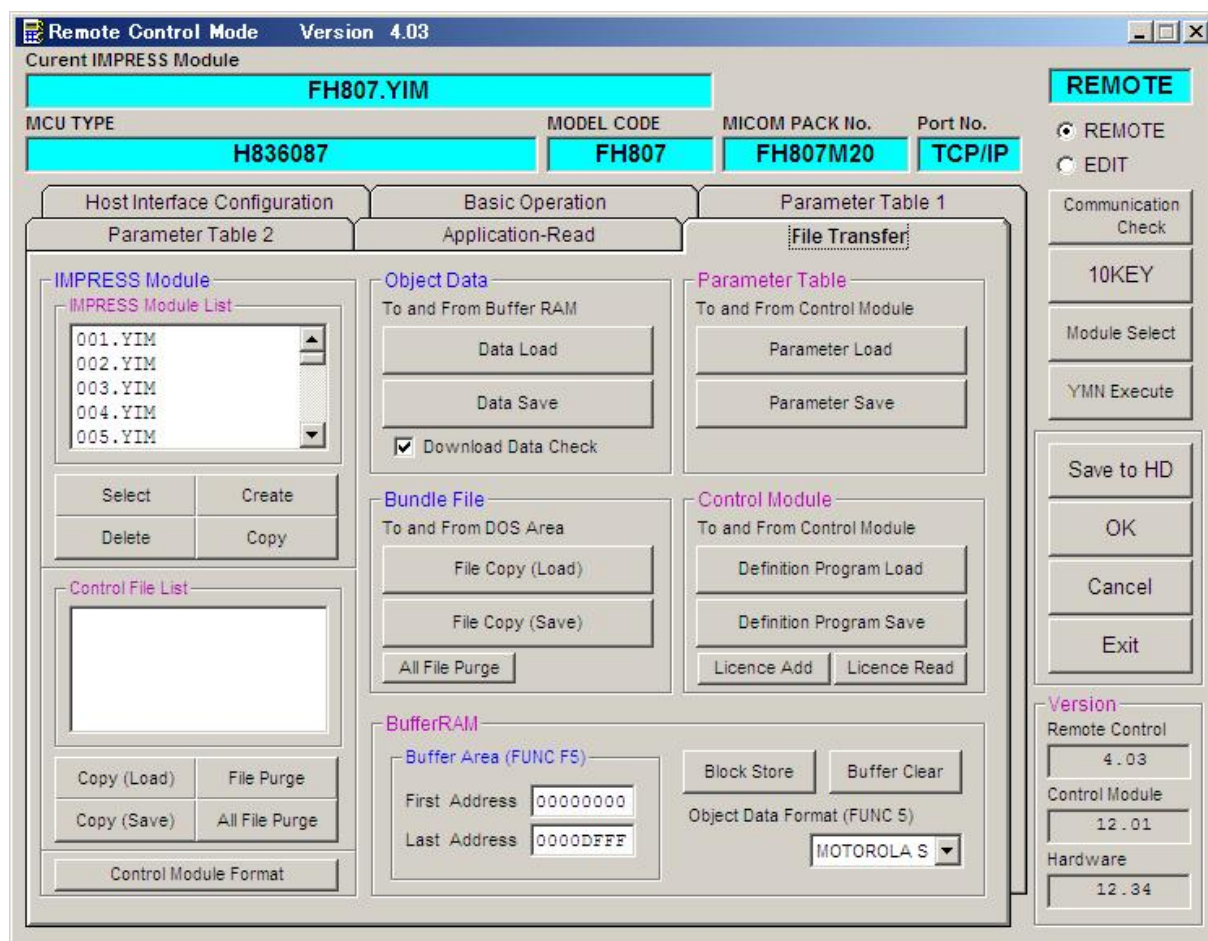 Remote Control Mode Version 4.03
Curent IMPRESS Module
FH807.YIM
REMOTE
MCU TYPE
MODEL CODE
MICOM PACK No.
Port No.
H836087
FH807
FH807M20
TCP/IP
REMOTE
EDIT
Host Interface Configuration
Basic Operation
Parameter Table 1
Parameter Table 2
Application-Read
File Transfer
Communication
Check
10KEY
Module Select
YMN Execute
IMPRESS Module
IMPRESS Module List
001.YIM
002.YIM
003.YIM
004.YIM
005.YIM
Select
Create
Delete
Copy
Control File List
Copy (Load)
File Purge
Copy (Save)
All File Purge
Control Module Format
Object Data
To and From Buffer RAM
Data Load
Data Save
Download Data Check
Parameter Table
To and From Control Module
Parameter Load
Parameter Save
Bundle File
To and From DOS Area
File Copy (Load)
File Copy (Save)
All File Purge
Control Module
To and From Control Module
Definition Program Load
Definition Program Save
Licence Add
Licence Read
BufferRAM
Buffer Area (FUNC F5)
First Address 00000000
Last Address 0000DFFF
Block Store
Buffer Clear
Object Data Format (FUNC 5)
MOTOROLA S
Save to HD
OK
Cancel
Exit
Version
Remote Control
4.03
Control Module
12.01
Hardware
12.34